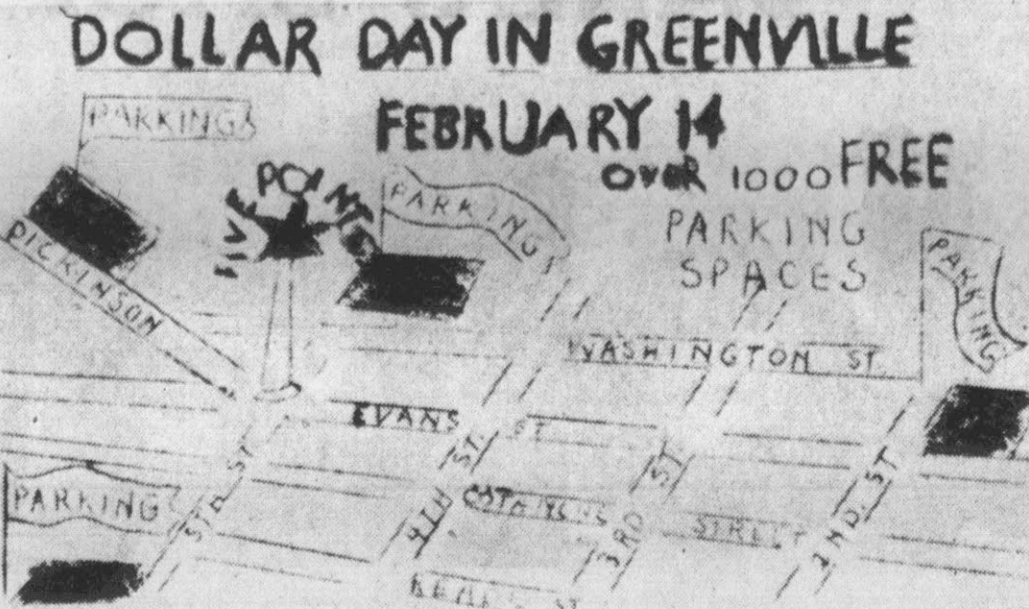 DOLLAR DAY IN GREENVILLE
FEBRUARY 14
OVER 1000 FREE
PARKING
SPACES
PARKING
FIVE POINTS
PARKING
PARKING
DICKINSON
WASHINGTON ST.
EVANS ST
PARKING
5TH ST
4TH ST.
3RD ST
STREET
2ND. ST
ST